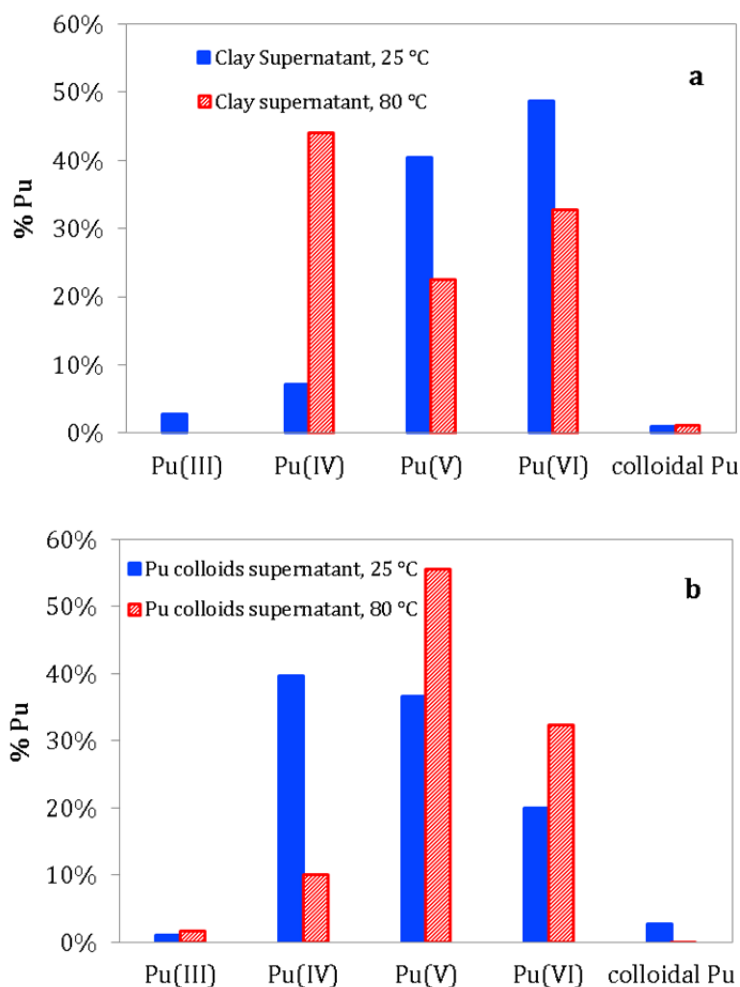 60%
Clay Supernatant, 25 °C
a
50%
Clay supernatant, 80 °C
40%
% Pu
30%
20%
10%
0%
Pu(III) Pu(IV) Pu(V) Pu(VI) colloidal Pu
60%
Pu colloids supernatant, 25 °C
b
Pu colloids supernatant, 80 °C
50%
40%
% Pu
30%
20%
10%
0%
Pu(III) Pu(IV) Pu(V) Pu(VI) colloidal Pu